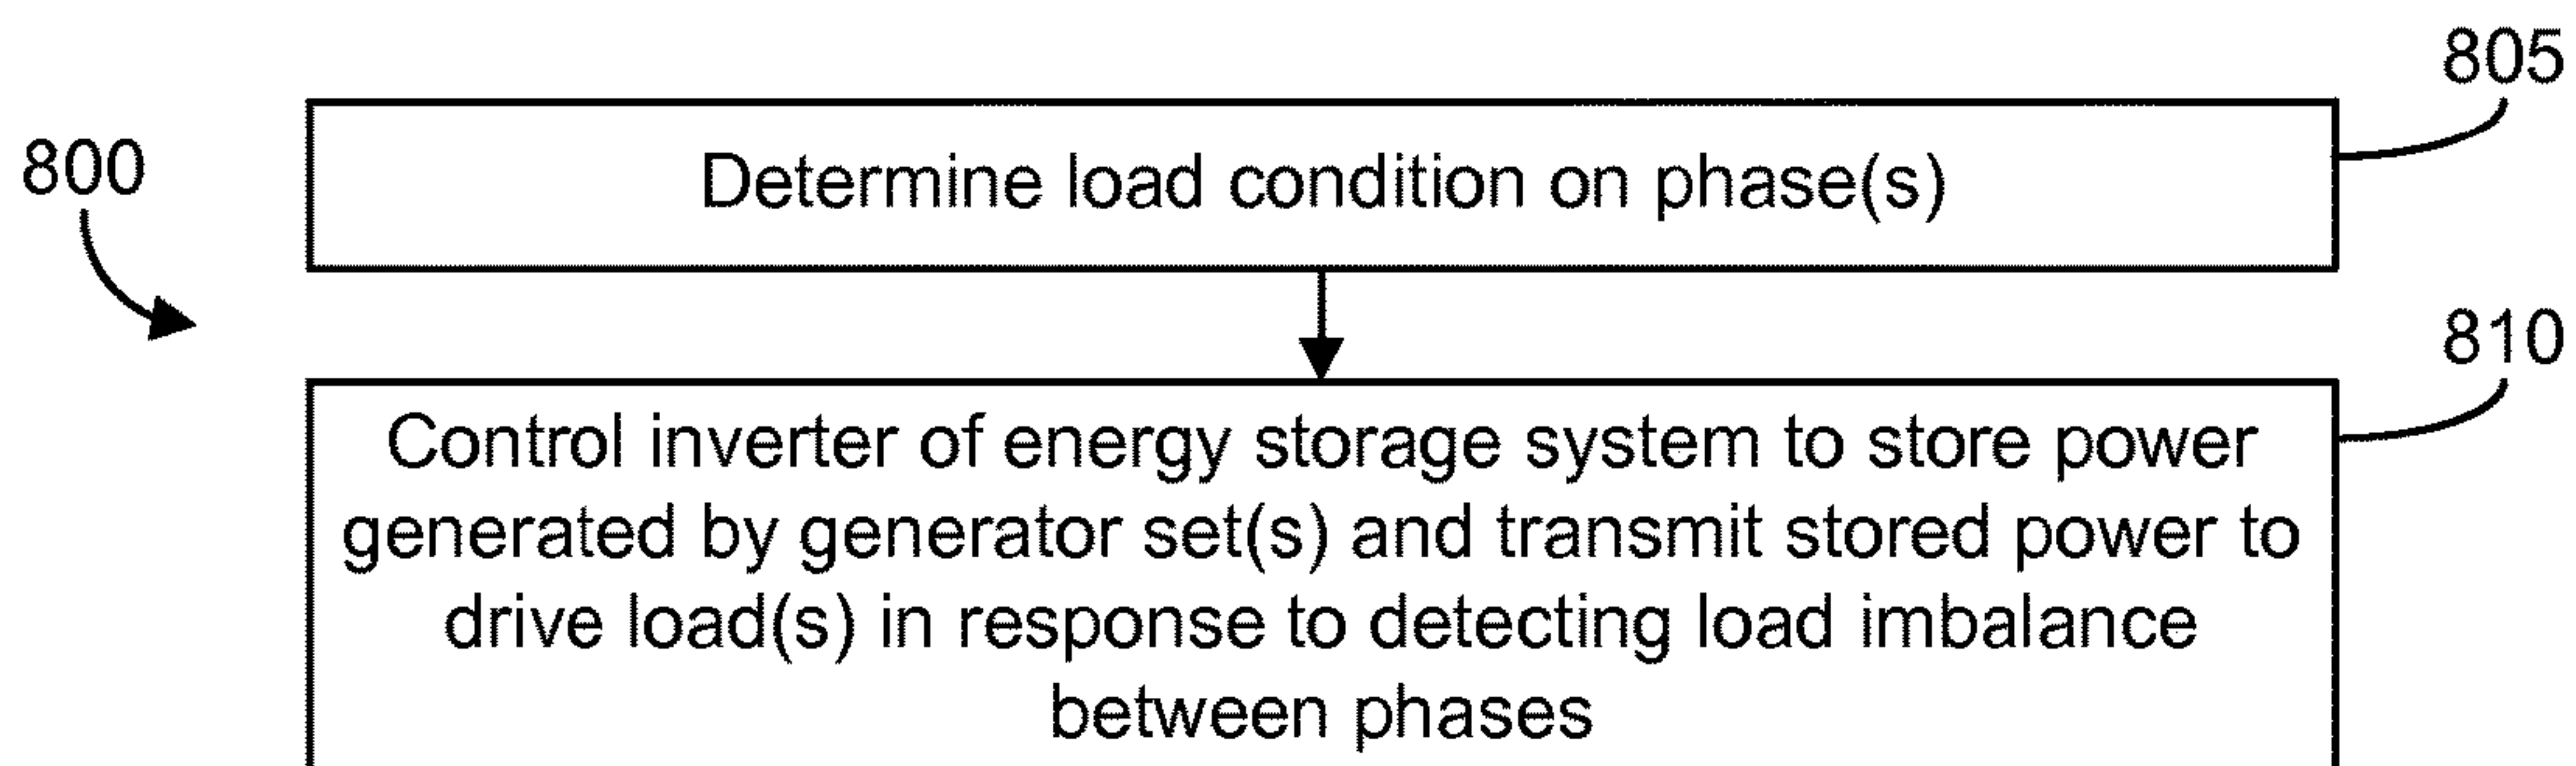 805
800
Determine load condition on phase(s)
810
Control inverter of energy storage system to store power
generated by generator set(s) and transmit stored power to
drive load(s) in response to detecting load imbalance
between phases